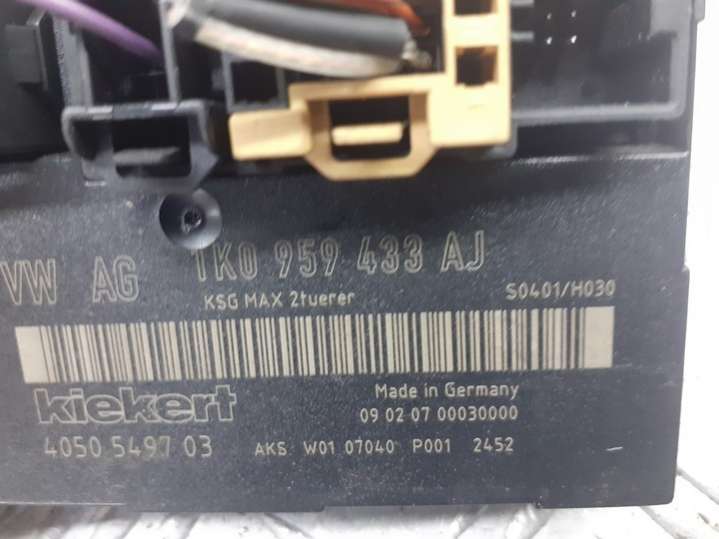 VW AG 1K0 959 433 AJ
KSG MAX 2tuerer S0401/H030
kiekert Made in Germany
09 02 07 00030000
4050 5497 03 AKS W01 07040 P001 2452